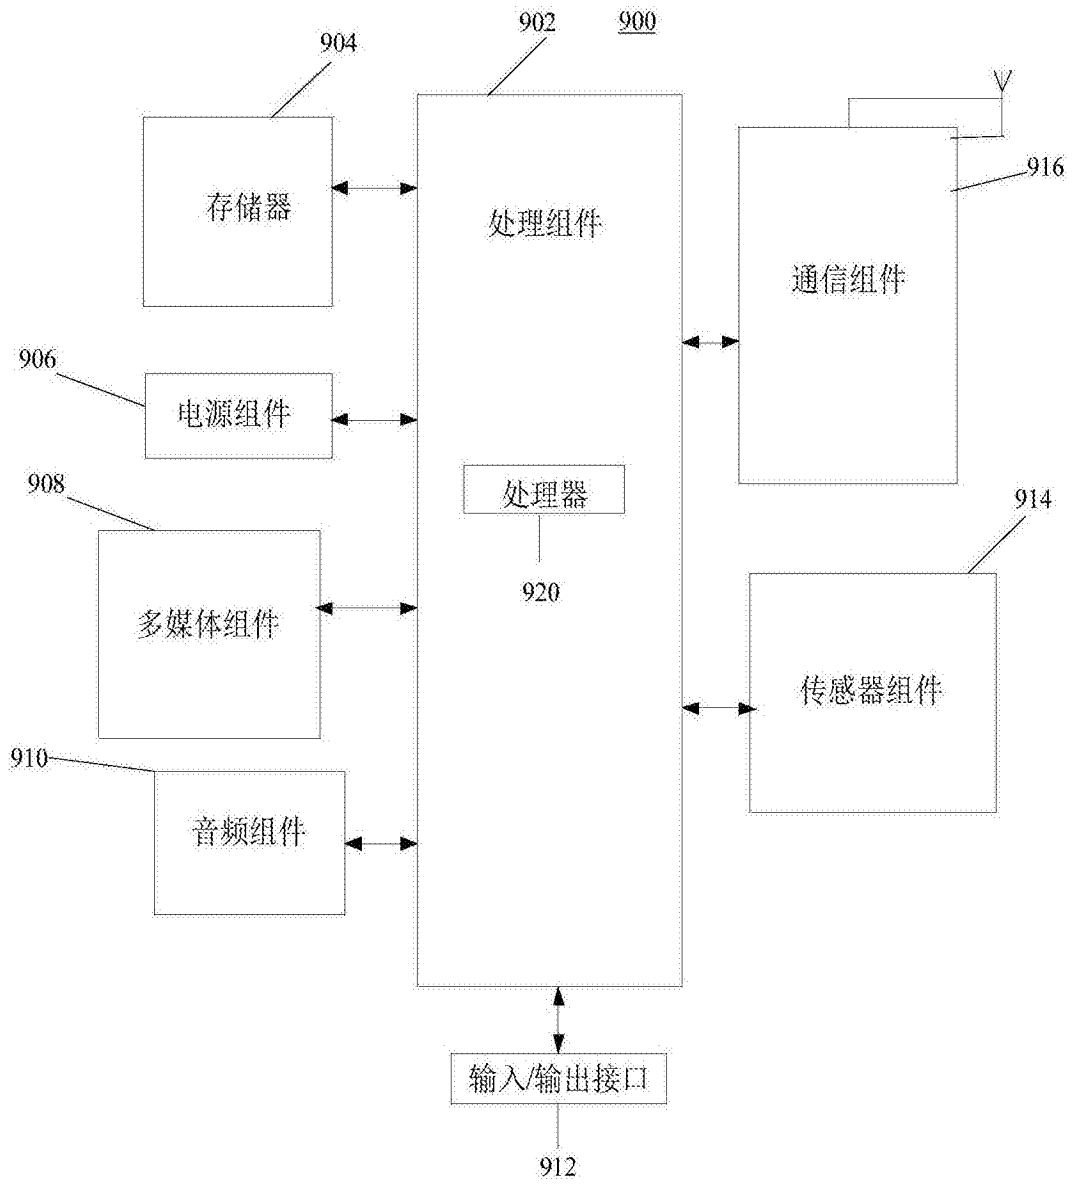 902
900
904
916
存储器
处理组件
通信组件
906
电源组件
908
处理器
914
920
多媒体组件
传感器组件
910
音频组件
输入/输出接口
912